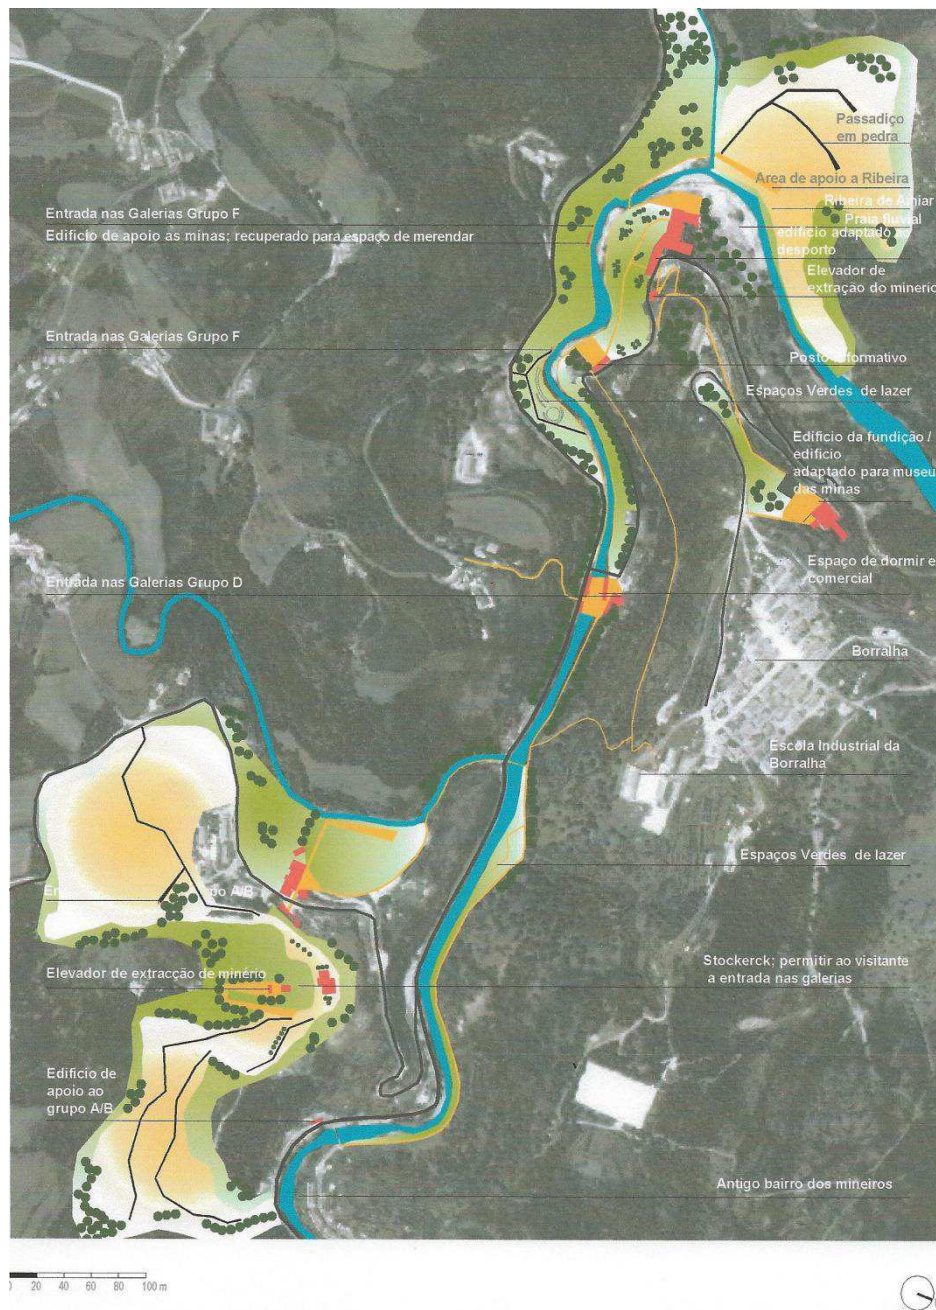 Passadiço
em pedra
Área de apoio a Ribeira
Entrada nas Galerias Grupo F
Ribeira de Amiar
Praia fluvial
Edificio de apoio as minas; recuperado para espaço de merendar
edificio adaptado ao
desporto
Elevador de
extração do minerio
Entrada nas Galerias Grupo F
Posto informativo
Espaços Verdes de lazer
Edificio da fundição /
edificio
adaptado para museu
das minas
Entrada nas Galerias Grupo D
Espaço de dormir e
comercial
Borralha
Escola Industrial da
Borralha
Espaços Verdes de lazer
A/B
Elevador de extracção de minério
Stockerck; permitir ao visitante
a entrada nas galerias
Edificio de
apoio ao
grupo A/B
Antigo bairro dos mineiros
0 20 40 60 80 100 m